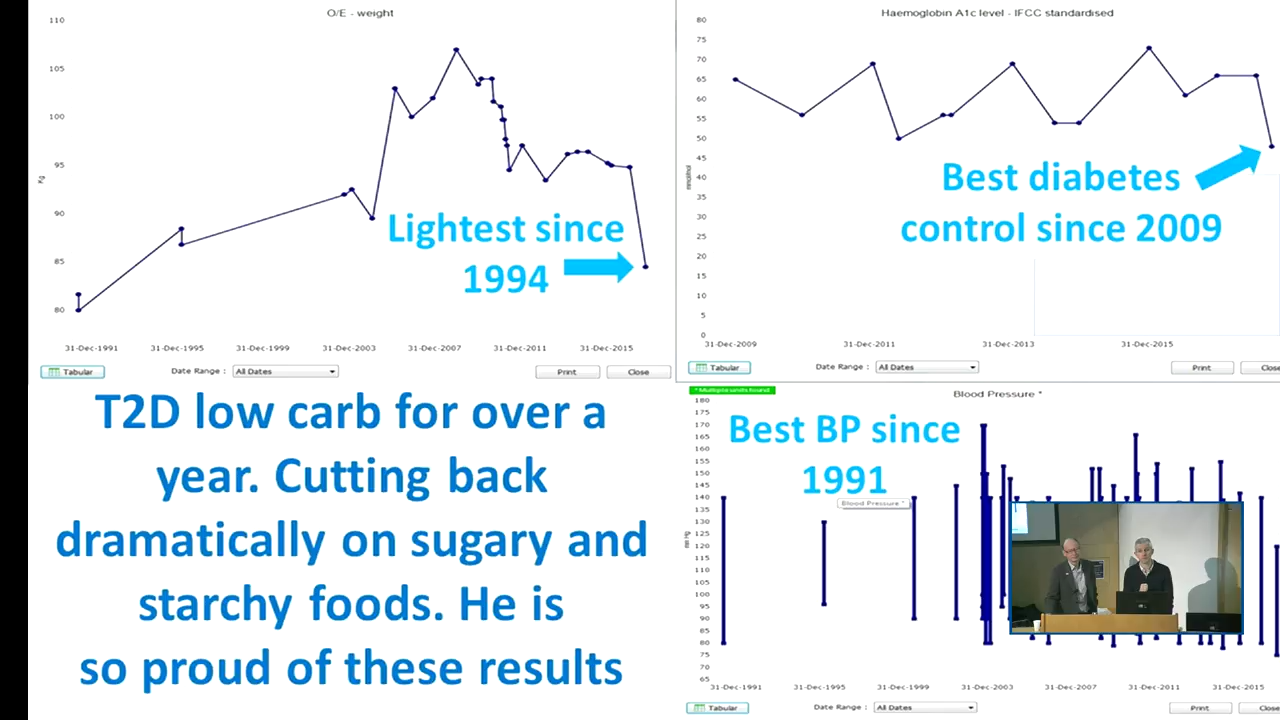 O/E - weight
110
105
100
95
90
85
80
Kg
31-Dec-1991
31-Dec-1995
31-Dec-1999
31-Dec-2003
31-Dec-2007
31-Dec-2011
31-Dec-2015
Lightest since
1994
Tabular
Date Range :
All Dates
Print
Close
Haemoglobin A1c level - IFCC standardised
80
75
70
65
60
55
50
45
40
35
30
25
20
15
10
5
0
mmol/mol
31-Dec-2009
31-Dec-2011
31-Dec-2013
31-Dec-2015
Best diabetes
control since 2009
Tabular
Date Range :
All Dates
Print
Close
T2D low carb for over a
year. Cutting back
dramatically on sugary and
starchy foods. He is
so proud of these results
Blood Pressure *
180
175
170
165
160
155
150
145
140
135
130
125
120
115
110
105
100
95
90
85
80
75
70
65
mm Hg
Best BP since
1991
Blood Pressure *
31-Dec-1991
31-Dec-1995
31-Dec-1999
31-Dec-2003
31-Dec-2007
31-Dec-2011
31-Dec-2015
Tabular
Date Range :
All Dates
Print
Close